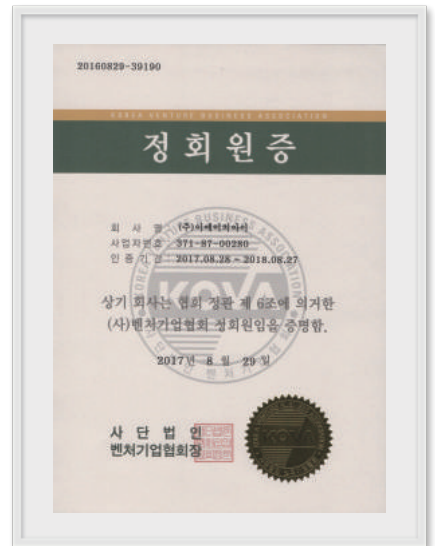 20160829-39190
KOREA VENTURE BUSINESS ASSOCIATION
정회원증
회 사 명 : (주)이에이치아이
사업자번호 : 371-87-00280
인 증 기 간 : 2017.08.28 ~ 2018.08.27
KOVA
상기 회사는 협회 정관 제 6조에 의거한
(사)벤처기업협회 정회원임을 증명함.
2017년 8 월 29 일
사 단 법 인
벤처기업협회장